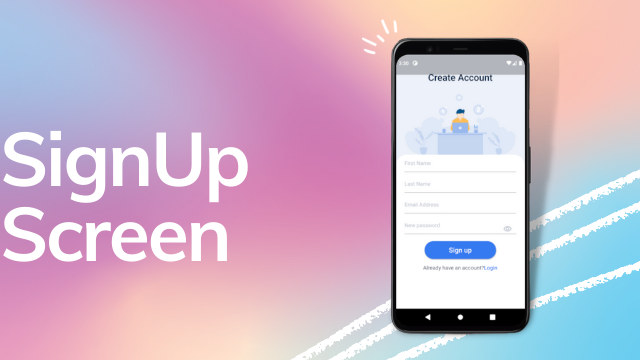 SignUp
Screen
Create Account
First Name
Last Name
Email Address
New password
Sign up
Already have an account?Login